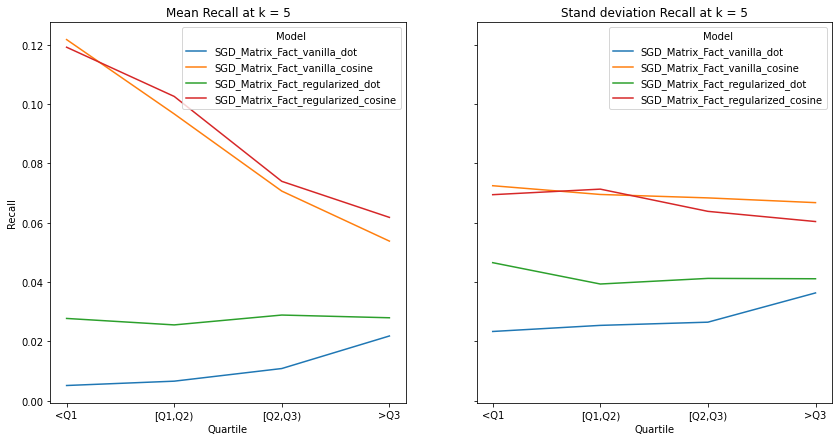 Mean Recall at k = 5
Recall
0.12
0.10
0.08
0.06
0.04
0.02
0.00
Model
SGD_Matrix_Fact_vanilla_dot
SGD_Matrix_Fact_vanilla_cosine
SGD_Matrix_Fact_regularized_dot
SGD_Matrix_Fact_regularized_cosine
<Q1 [Q1,Q2) [Q2,Q3) >Q3
Quartile
Stand deviation Recall at k = 5
Model
SGD_Matrix_Fact_vanilla_dot
SGD_Matrix_Fact_vanilla_cosine
SGD_Matrix_Fact_regularized_dot
SGD_Matrix_Fact_regularized_cosine
<Q1 [Q1,Q2) [Q2,Q3) >Q3
Quartile